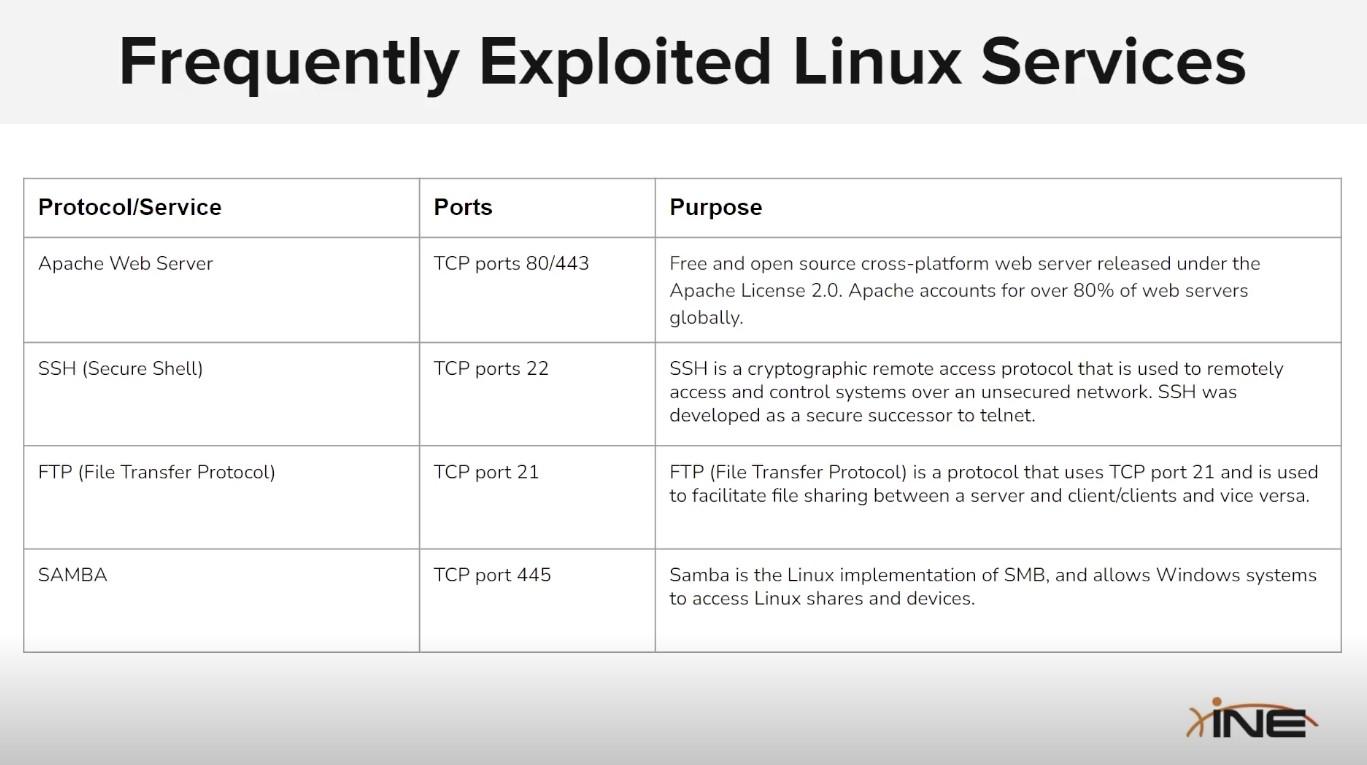 Frequently Exploited Linux Services
Protocol/Service
Ports
Purpose
Apache Web Server
TCP ports 80/443
Free and open source cross-platform web server released under the
Apache License 2.0. Apache accounts for over 80% of web servers
globally.
SSH (Secure Shell)
TCP ports 22
SSH is a cryptographic remote access protocol that is used to remotely
access and control systems over an unsecured network. SSH was
developed as a secure successor to telnet.
FTP (File Transfer Protocol)
TCP port 21
FTP (File Transfer Protocol) is a protocol that uses TCP port 21 and is used
to facilitate file sharing between a server and client/clients and vice versa.
SAMBA
TCP port 445
Samba is the Linux implementation of SMB, and allows Windows systems
to access Linux shares and devices.
INE